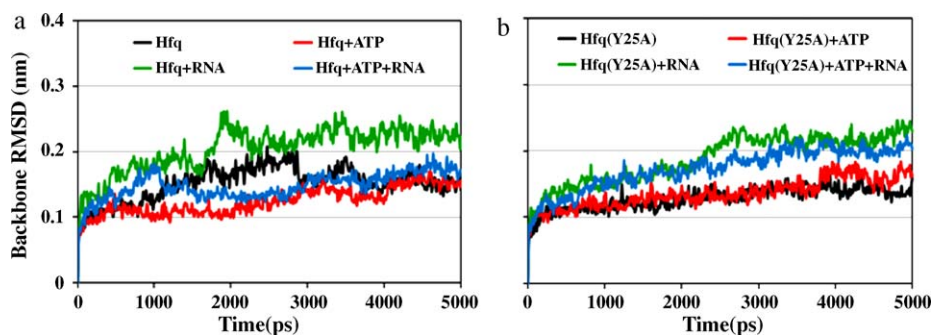 a
Backbone RMSD (nm)
0.4
0.3
0.2
0.1
0
Hfq
Hfq+ATP
Hfq+RNA
Hfq+ATP+RNA
0 1000 2000 3000 4000 5000
Time(ps)
b
Hfq(Y25A)
Hfq(Y25A)+ATP
Hfq(Y25A)+RNA
Hfq(Y25A)+ATP+RNA
0 1000 2000 3000 4000 5000
Time(ps)